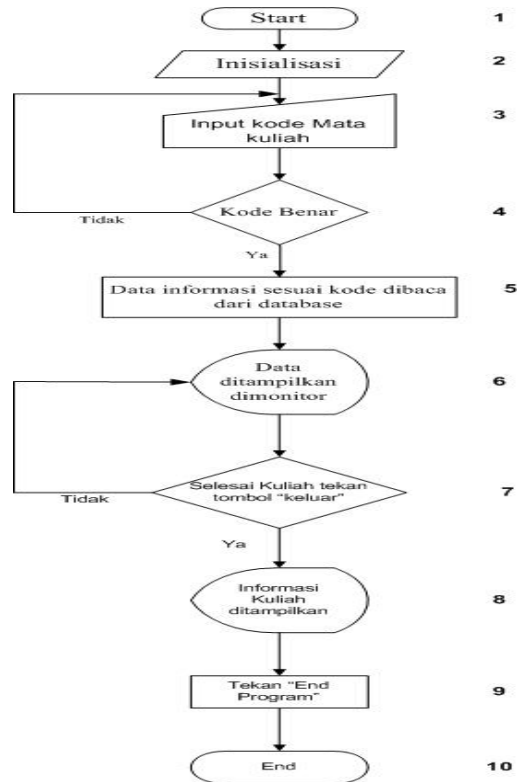 Start 1
Inisialisasi 2
Input kode Mata 3
kuliah
Kode Benar 4
Tidak
Ya
Data informasi sesuai kode dibaca 5
dari database
Data
ditampilkan 6
dimonitor
Selesai Kuliah tekan 7
tombol “keluar”
Tidak
Ya
Informasi
Kuliah 8
ditampilkan
Tekan “End 9
Program”
End 10